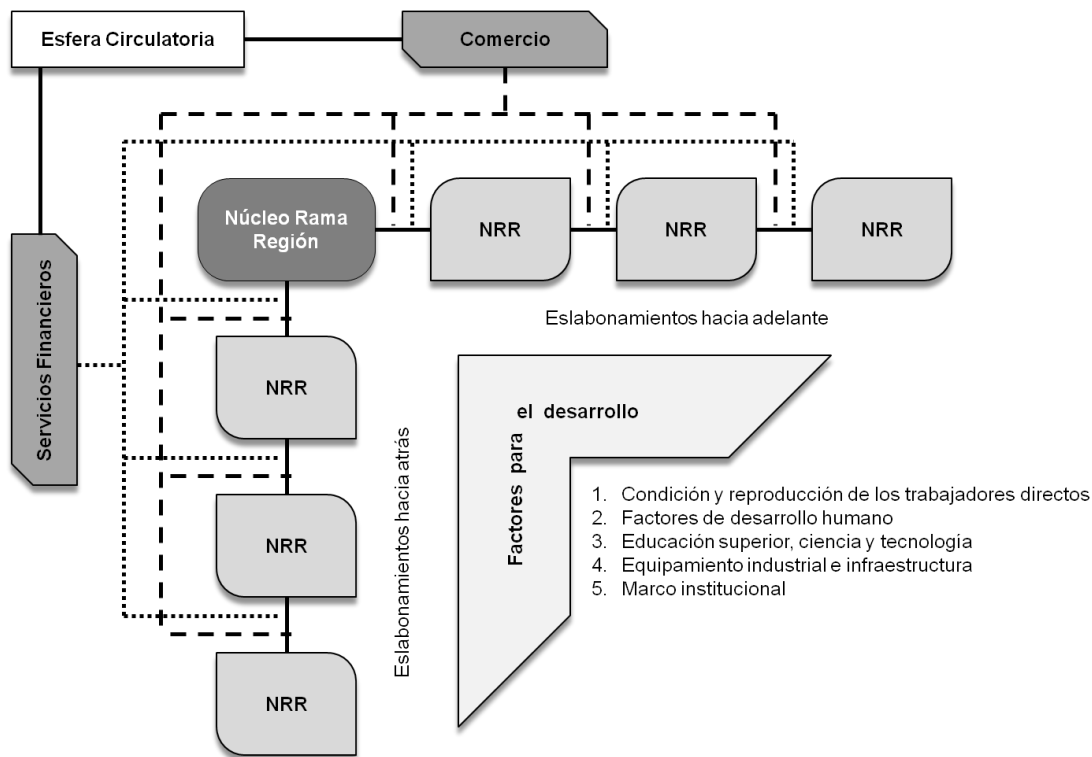 Esfera Circulatoria
Comercio
Servicios Financieros
Núcleo Rama
Región
NRR
NRR
NRR
Eslabonamientos hacia adelante
NRR
NRR
NRR
Eslabonamientos hacia atrás
Factores para
el desarrollo
1. Condición y reproducción de los trabajadores directos
2. Factores de desarrollo humano
3. Educación superior, ciencia y tecnología
4. Equipamiento industrial e infraestructura
5. Marco institucional